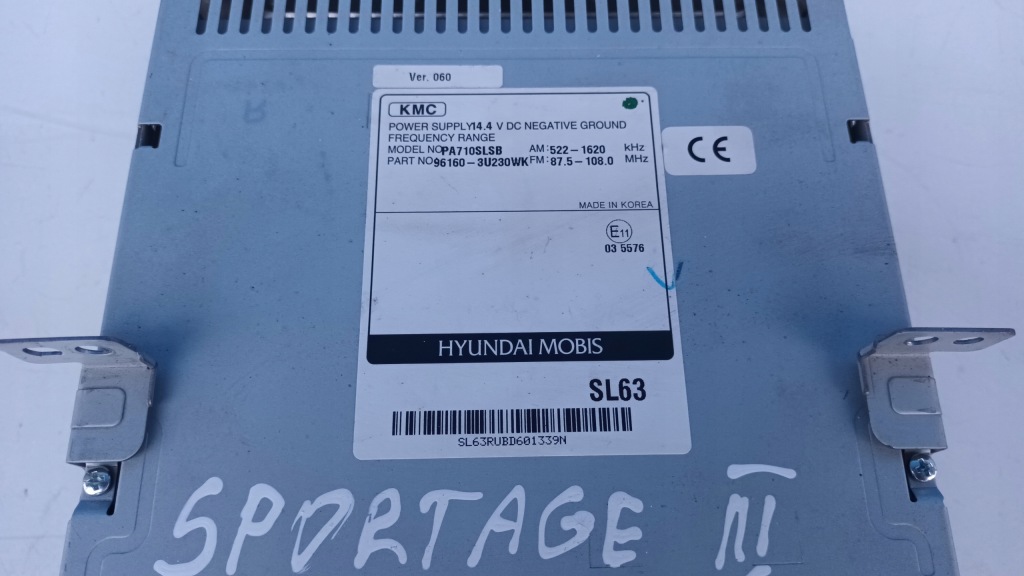 Ver. 060
KMC
POWER SUPPLY14.4 V DC NEGATIVE GROUND
FREQUENCY RANGE
MODEL NO PA710SLSB AM: 522-1620 kHz
PART NO 96160-3U230WK FM: 87.5-108.0 MHz
CE
MADE IN KOREA
E11
03 5576
HYUNDAI MOBIS
SL63
SL63RUBD601339N
SPORTAGE III